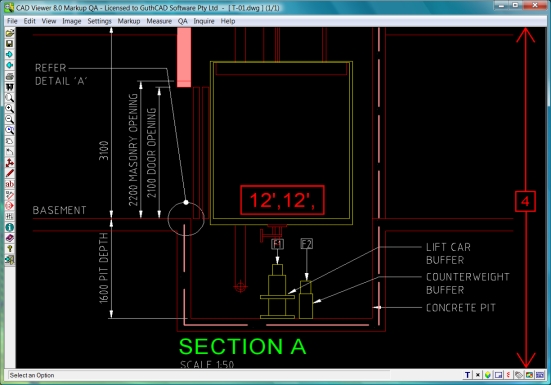 CAD Viewer 8.0 Markup QA - Licensed to GuthCAD Software Pty Ltd - [ T-01.dwg ] (1/1)
File Edit View Image Settings Markup Measure QA Inquire Help
REFER
DETAIL 'A'
3100
2200 MASONRY OPENING
2100 DOOR OPENING
12',12',
4
BASEMENT
1600 PIT DEPTH
F1
F2
LIFT CAR
BUFFER
COUNTERWEIGHT
BUFFER
CONCRETE PIT
SECTION A
SCALE 1:50
ab
Select an Option
T